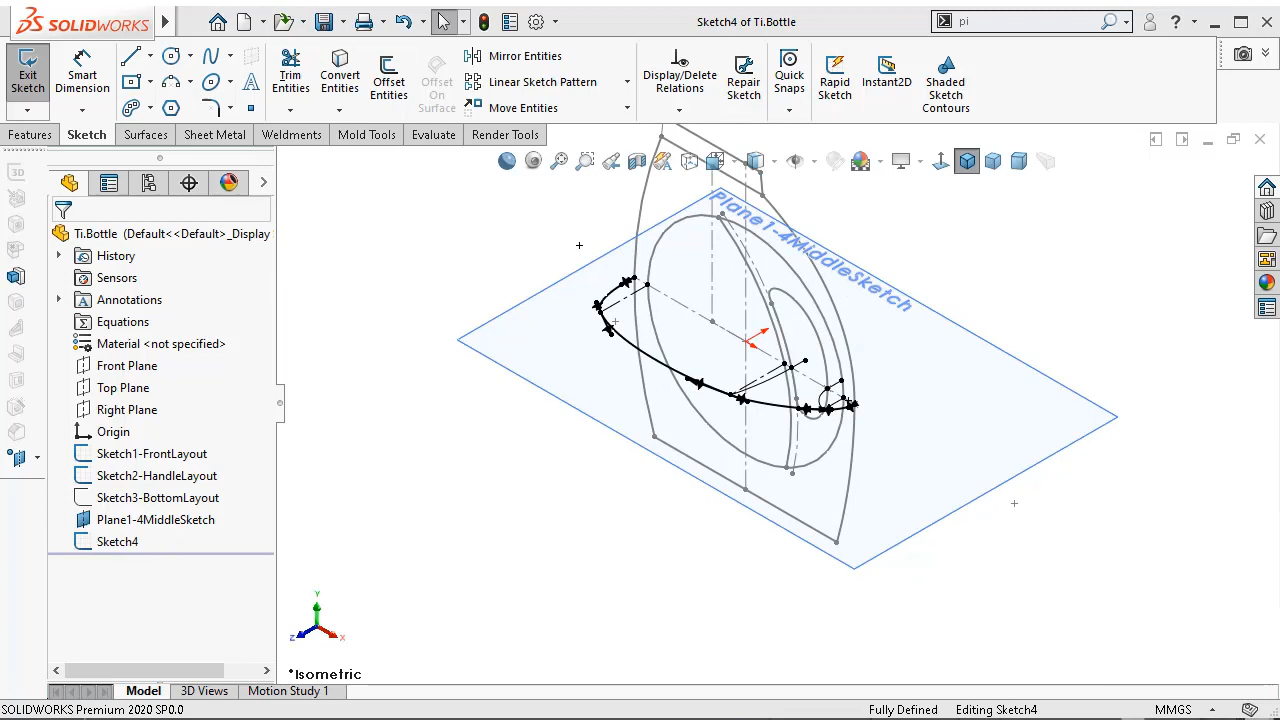 SOLIDWORKS
Sketch4 of Ti.Bottle
pi
?
Exit Sketch
Smart Dimension
Trim Entities
Convert Entities
Offset Entities
Offset On Surface
Mirror Entities
Linear Sketch Pattern
Move Entities
Display/Delete Relations
Repair Sketch
Quick Snaps
Rapid Sketch
Instant2D
Shaded Sketch Contours
Features
Sketch
Surfaces
Sheet Metal
Weldments
Mold Tools
Evaluate
Render Tools
3D
Ti.Bottle (Default<<Default>_Display
History
Sensors
Annotations
Equations
Material <not specified>
Front Plane
Top Plane
Right Plane
Origin
Sketch1-FrontLayout
Sketch2-HandleLayout
Sketch3-BottomLayout
Plane1-4MiddleSketch
Sketch4
Plane1-4MiddleSketch
Y
Z
X
*Isometric
Model
3D Views
Motion Study 1
SOLIDWORKS Premium 2020 SP0.0
Fully Defined
Editing Sketch4
MMGS